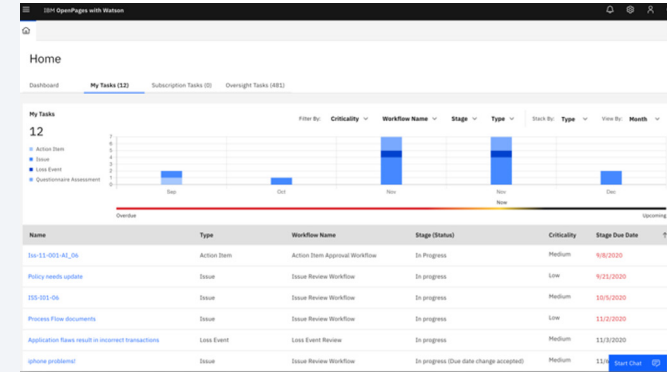 IBM OpenPages with Watson
Home
Dashboard My Tasks (12) Subscription Tasks (0) Oversight Tasks (481)
My Tasks
12
Filter By: Criticality Workflow Name Stage Type Stack By: Type View By: Month
Action Item
Issue
Loss Event
Questionnaire Assessment
7
6
5
4
3
2
1
0
Sep Oct Nov Nov Dec
Now
Overdue Upcoming
Name Type Workflow Name Stage (Status) Criticality Stage Due Date
Iss-11-001-AI_06 Action Item Action Item Approval Workflow In progress Medium 9/8/2020
Policy needs update Issue Issue Review Workflow In progress Low 9/21/2020
ISS-I01-06 Issue Issue Review Workflow In progress Medium 10/5/2020
Process Flow documents Issue Issue Review Workflow In progress Low 11/2/2020
Application flaws result in incorrect transactions Loss Event Loss Event Review In progress Medium 11/3/2020
iphone problems! Issue Issue Review Workflow In progress (Due date change accepted) Medium
Start Chat